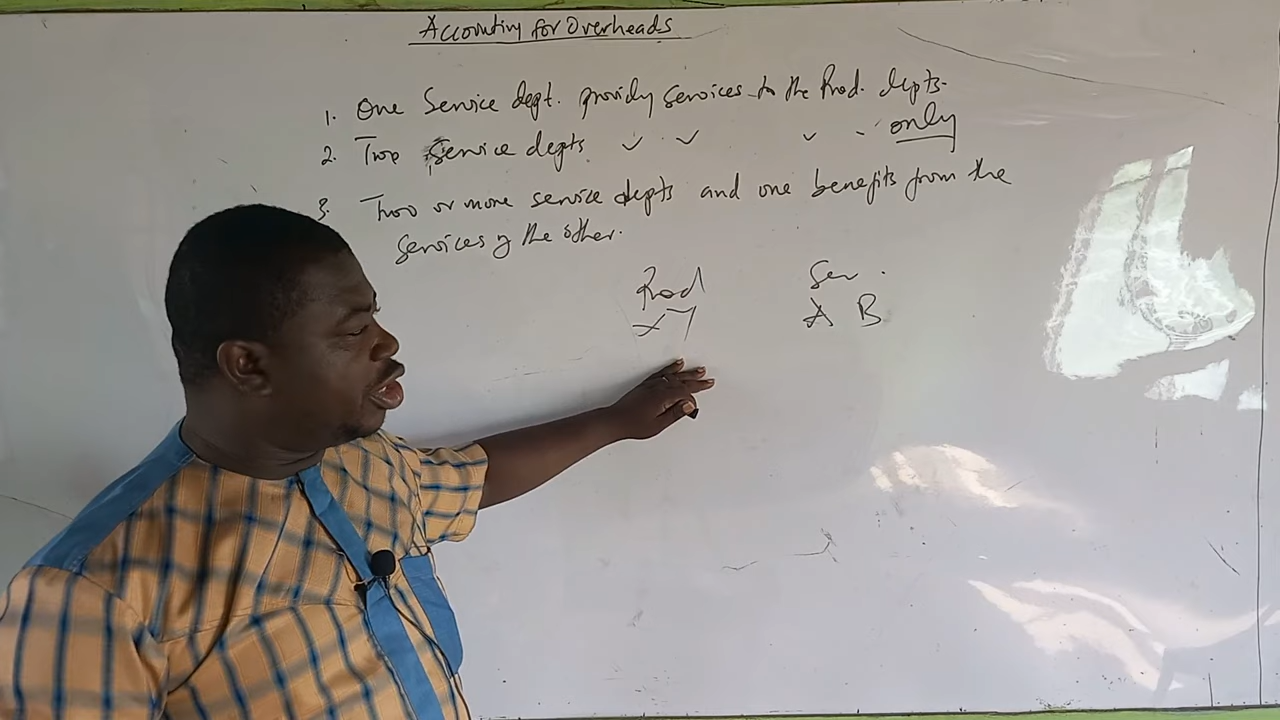 Accounting for Overheads
1. One Service dept. providy services to the Prod. depts.
2. Two Service depts ✓ ✓ ✓ ✓ only
3. Two or more service depts and one benefits from the
services of the other.
Prod Ser.
x y A B